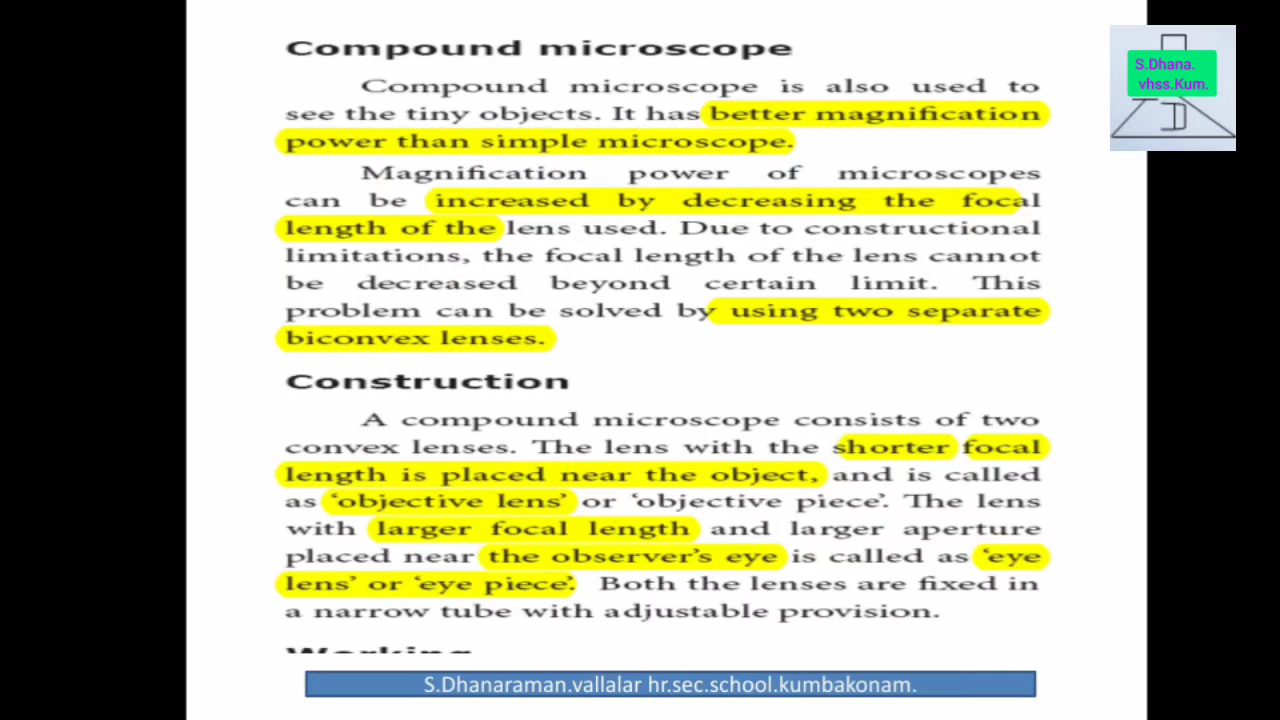 Compound microscope
Compound microscope is also used to
see the tiny objects. It has better magnification
power than simple microscope.
Magnification power of microscopes
can be increased by decreasing the focal
length of the lens used. Due to constructional
limitations, the focal length of the lens cannot
be decreased beyond certain limit. This
problem can be solved by using two separate
biconvex lenses.
Construction
A compound microscope consists of two
convex lenses. The lens with the shorter focal
length is placed near the object, and is called
as ‘objective lens’ or ‘objective piece’. The lens
with larger focal length and larger aperture
placed near the observer’s eye is called as ‘eye
lens’ or ‘eye piece’. Both the lenses are fixed in
a narrow tube with adjustable provision.
Working
S.Dhanaraman.vallalar hr.sec.school.kumbakonam.
S.Dhana.
vhss.Kum.